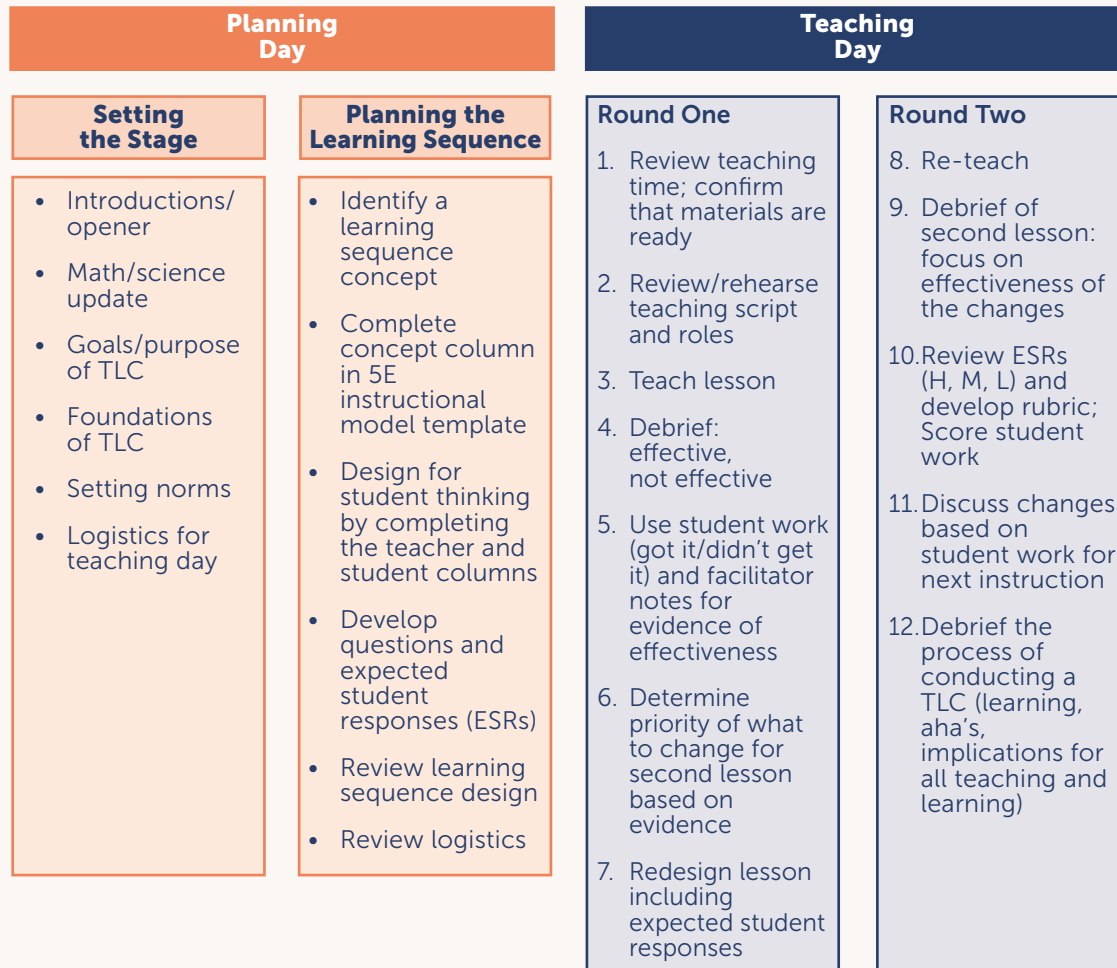 Planning
Day
Setting
the Stage
• Introductions/
opener
• Math/science
update
• Goals/purpose
of TLC
• Foundations
of TLC
• Setting norms
• Logistics for
teaching day
Planning the
Learning Sequence
• Identify a
learning
sequence
concept
• Complete
concept column
in 5E
instructional
model template
• Design for
student thinking
by completing
the teacher and
student columns
• Develop
questions and
expected
student
responses (ESRs)
• Review learning
sequence design
• Review logistics
Teaching
Day
Round One
1. Review teaching
time; confirm
that materials are
ready
2. Review/rehearse
teaching script
and roles
3. Teach lesson
4. Debrief:
effective,
not effective
5. Use student work
(got it/didn’t get
it) and facilitator
notes for
evidence of
effectiveness
6. Determine
priority of what
to change for
second lesson
based on
evidence
7. Redesign lesson
including
expected student
responses
Round Two
8. Re-teach
9. Debrief of
second lesson:
focus on
effectiveness of
the changes
10.Review ESRs
(H, M, L) and
develop rubric;
Score student
work
11.Discuss changes
based on
student work for
next instruction
12.Debrief the
process of
conducting a
TLC (learning,
aha’s,
implications for
all teaching and
learning)